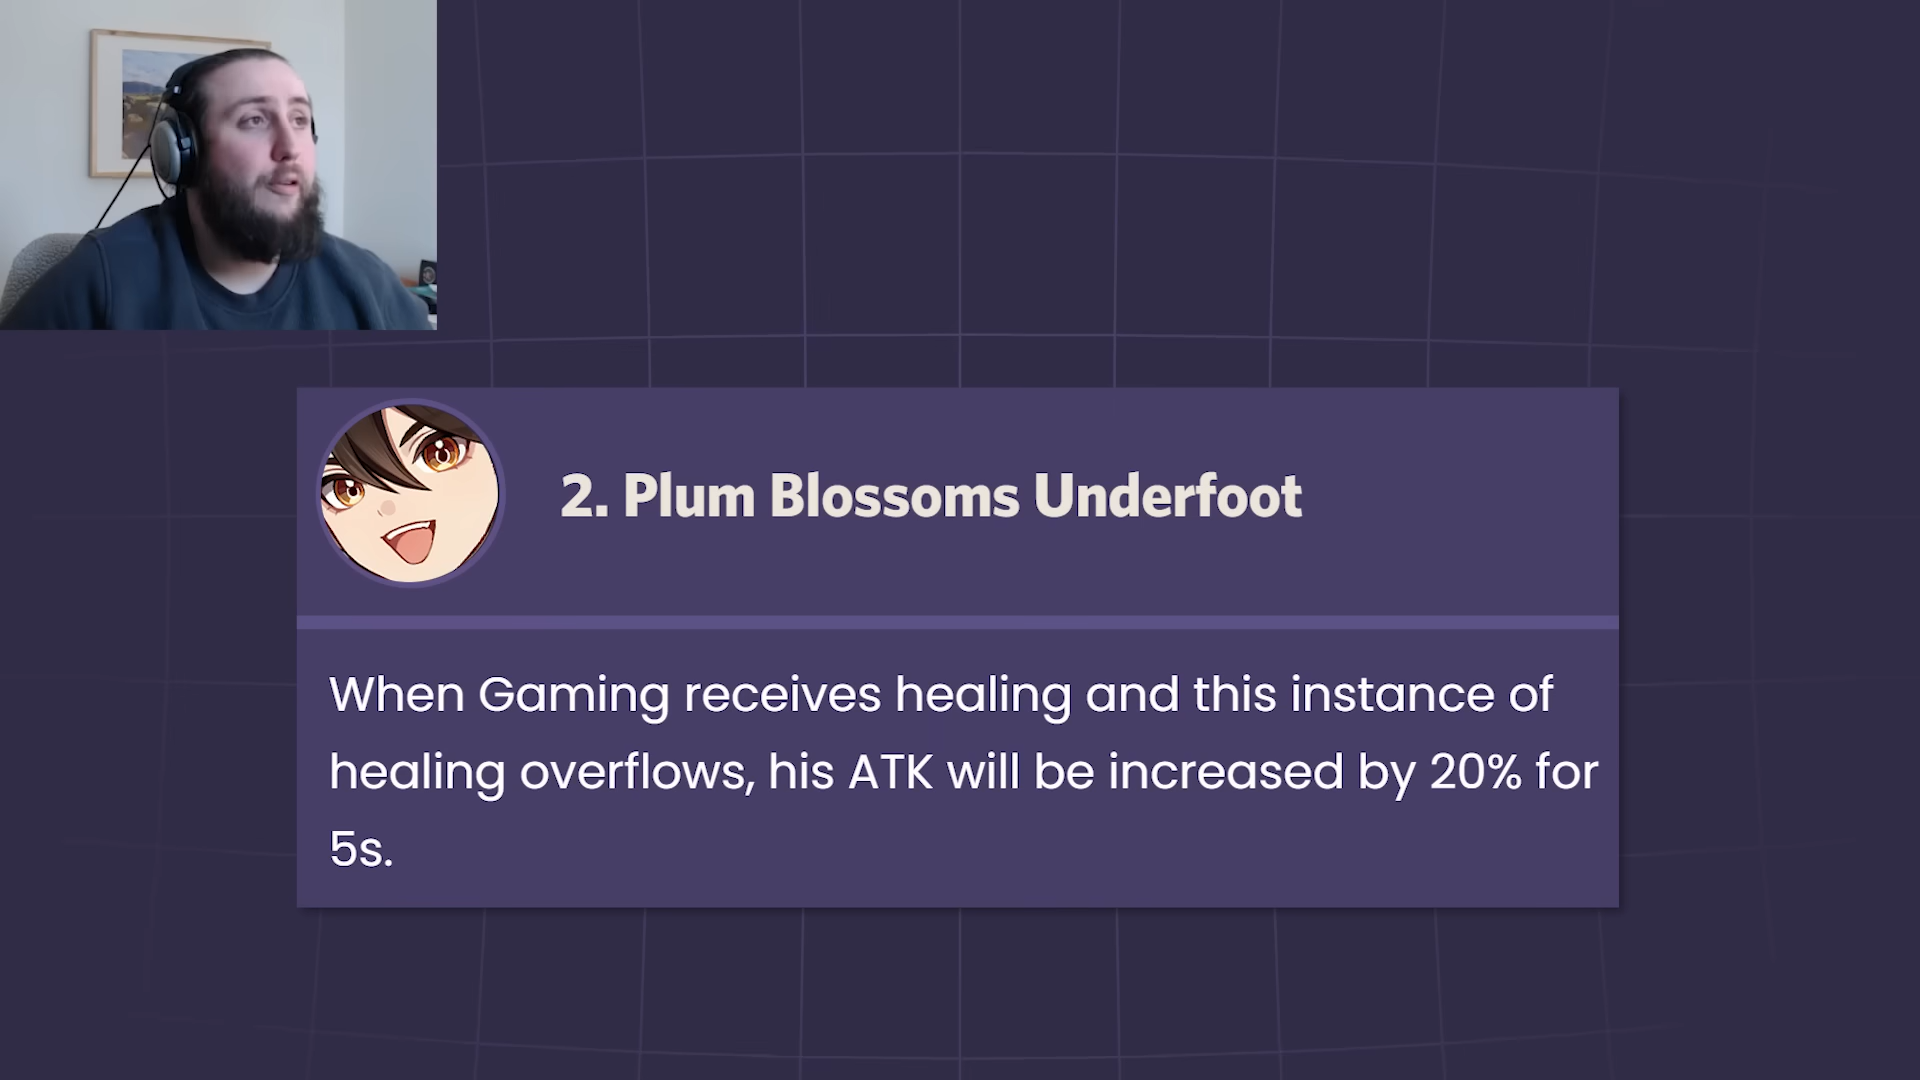 2. Plum Blossoms Underfoot
When Gaming receives healing and this instance of
healing overflows, his ATK will be increased by 20% for
5s.